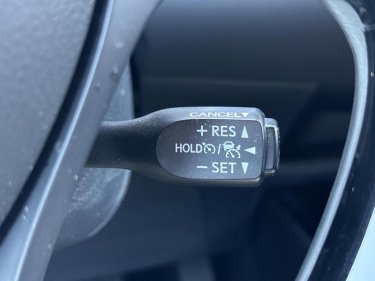 CANCEL▼
+ RES ▲
HOLD / ◄
− SET ▼